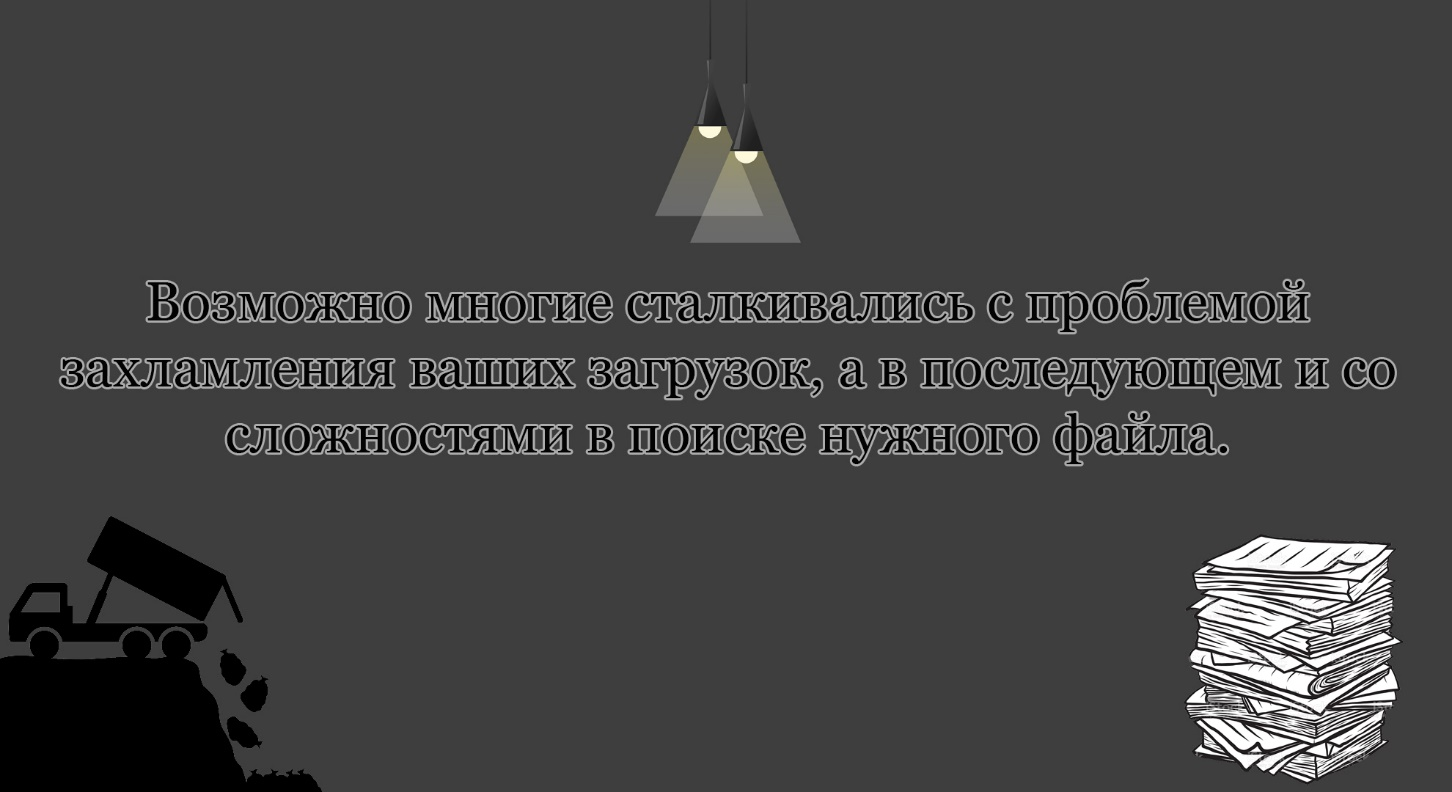 Возможно многие сталкивались с проблемой
захламления ваших загрузок, а в последующем и со
сложностями в поиске нужного файла.